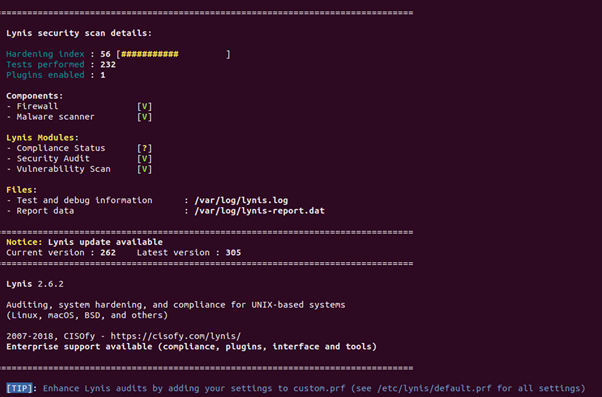 ================================================================================
Lynis security scan details:
Hardening index : 56 [###########         ]
Tests performed : 232
Plugins enabled : 1
Components:
- Firewall               [V]
- Malware scanner        [V]
Lynis Modules:
- Compliance Status      [?]
- Security Audit         [V]
- Vulnerability Scan     [V]
Files:
- Test and debug information      : /var/log/lynis.log
- Report data                     : /var/log/lynis-report.dat
================================================================================
Notice: Lynis update available
Current version : 262    Latest version : 305
================================================================================
Lynis 2.6.2
Auditing, system hardening, and compliance for UNIX-based systems
(Linux, macOS, BSD, and others)
2007-2018, CISOfy - https://cisofy.com/lynis/
Enterprise support available (compliance, plugins, interface and tools)
================================================================================
[TIP]: Enhance Lynis audits by adding your settings to custom.prf (see /etc/lynis/default.prf for all settings)